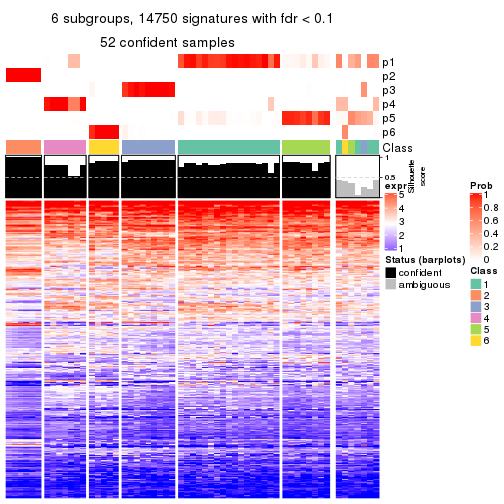 6 subgroups, 14750 signatures with fdr < 0.1
52 confident samples
p1
p2
p3
p4
p5
p6
Class
1
0.5
0
Silhouette
score
expr
5
4
3
2
1
Status (barplots)
confident
ambiguous
Prob
1
0.8
0.6
0.4
0.2
0
Class
1
2
3
4
5
6